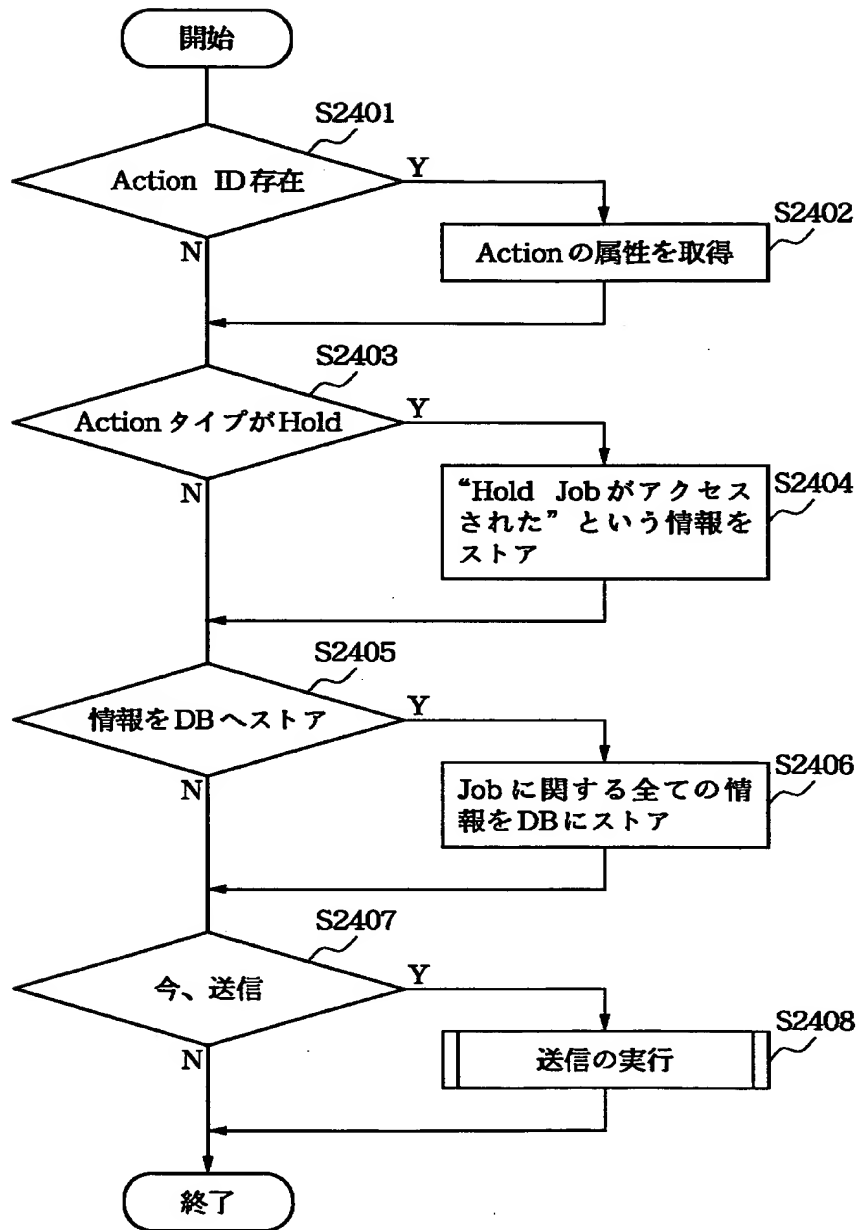 開始
S2401
Action ID存在
Y
N
S2402
Actionの属性を取得
S2403
ActionタイプがHold
Y
N
S2404
“Hold Jobがアクセス
された”という情報を
ストア
S2405
情報をDBへストア
Y
N
S2406
Jobに関する全ての情
報をDBにストア
S2407
今、送信
Y
N
S2408
送信の実行
終了